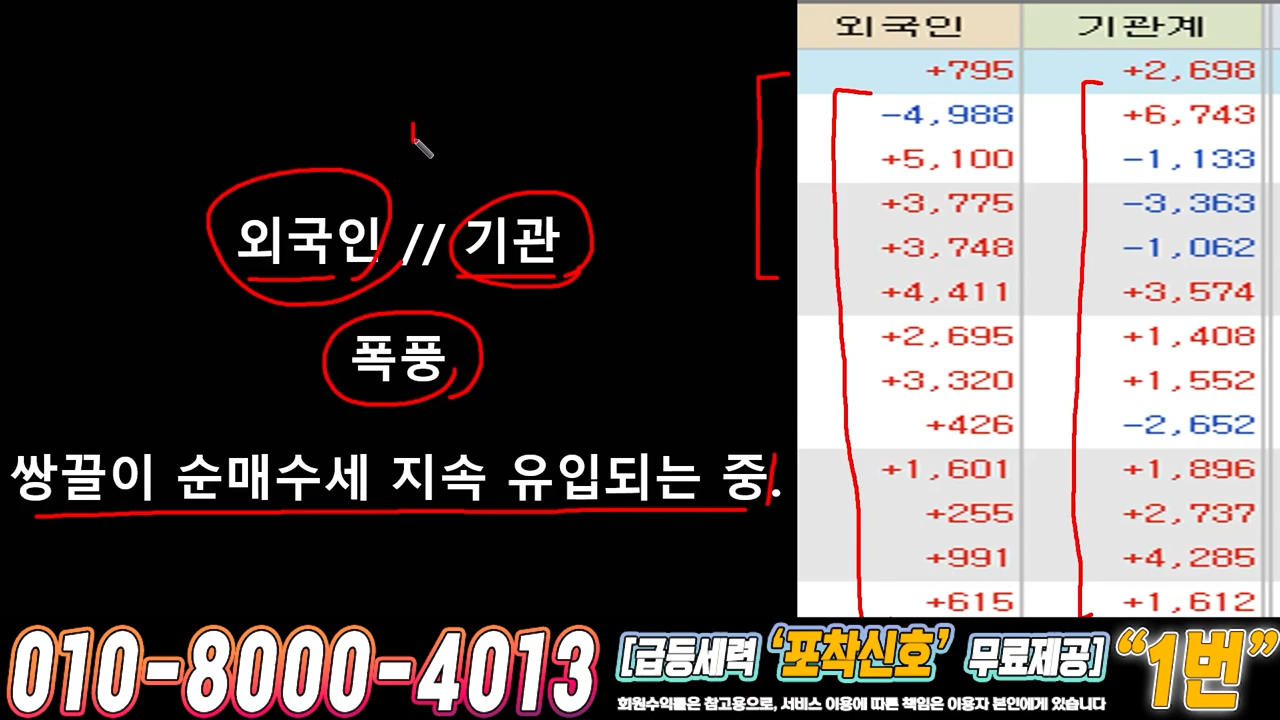 외국인 // 기관
폭풍
쌍끌이 순매수세 지속 유입되는 중.
외국인 기관계
+795 +2,698
-4,988 +6,743
+5,100 -1,133
+3,775 -3,363
+3,748 -1,062
+4,411 +3,574
+2,695 +1,408
+3,320 +1,552
+426 -2,652
+1,601 +1,896
+255 +2,737
+991 +4,285
+615 +1,612
010-8000-4013
[급등세력 '포착신호' 무료제공] "1번"
회원수익률은 참고용으로, 서비스 이용에 따른 책임은 이용자 본인에게 있습니다